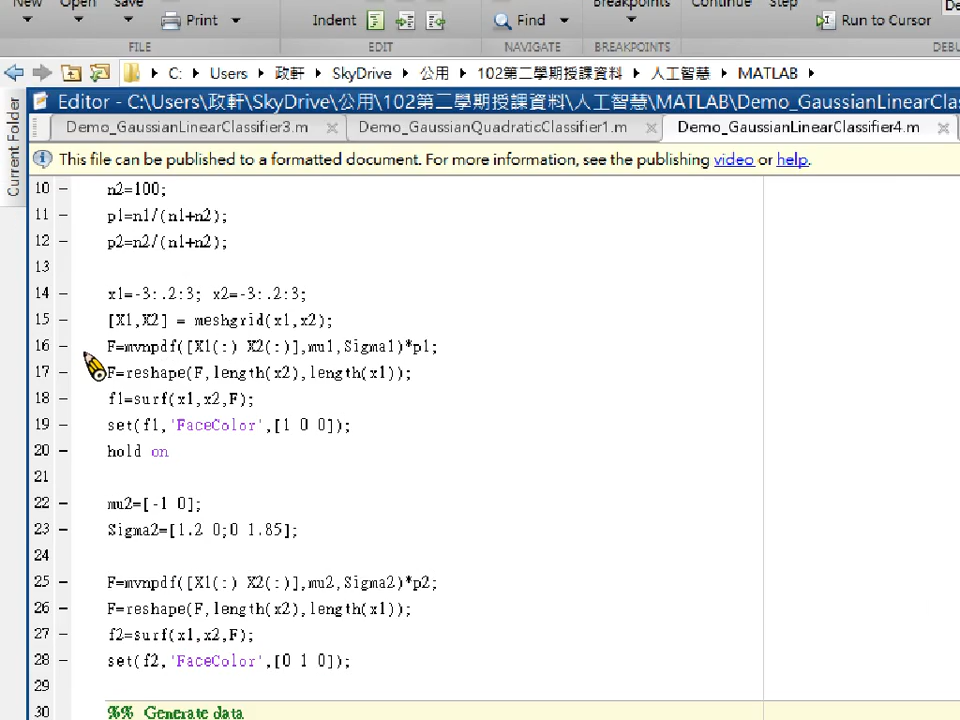 New Open Save Breakpoints Continue Step
Print Indent Find Run to Cursor
FILE EDIT NAVIGATE BREAKPOINTS
C: Users 政軒 SkyDrive 公用 102第二學期授課資料 人工智慧 MATLAB
Current Folder
Editor - C:\Users\政軒\SkyDrive\公用\102第二學期授課資料\人工智慧\MATLAB\Demo_GaussianLinearClas
Demo_GaussianLinearClassifier3.m Demo_GaussianQuadraticClassifier1.m Demo_GaussianLinearClassifier4.m
This file can be published to a formatted document. For more information, see the publishing video or help.
10 n2=100;
11 p1=n1/(n1+n2);
12 p2=n2/(n1+n2);
13
14 x1=-3:.2:3; x2=-3:.2:3;
15 [X1,X2] = meshgrid(x1,x2);
16 F=mvnpdf([X1(:) X2(:)],mu1,Sigma1)*p1;
17 F=reshape(F,length(x2),length(x1));
18 f1=surf(x1,x2,F);
19 set(f1,'FaceColor',[1 0 0]);
20 hold on
21
22 mu2=[-1 0];
23 Sigma2=[1.2 0;0 1.85];
24
25 F=mvnpdf([X1(:) X2(:)],mu2,Sigma2)*p2;
26 F=reshape(F,length(x2),length(x1));
27 f2=surf(x1,x2,F);
28 set(f2,'FaceColor',[0 1 0]);
29
30 %% Generate data